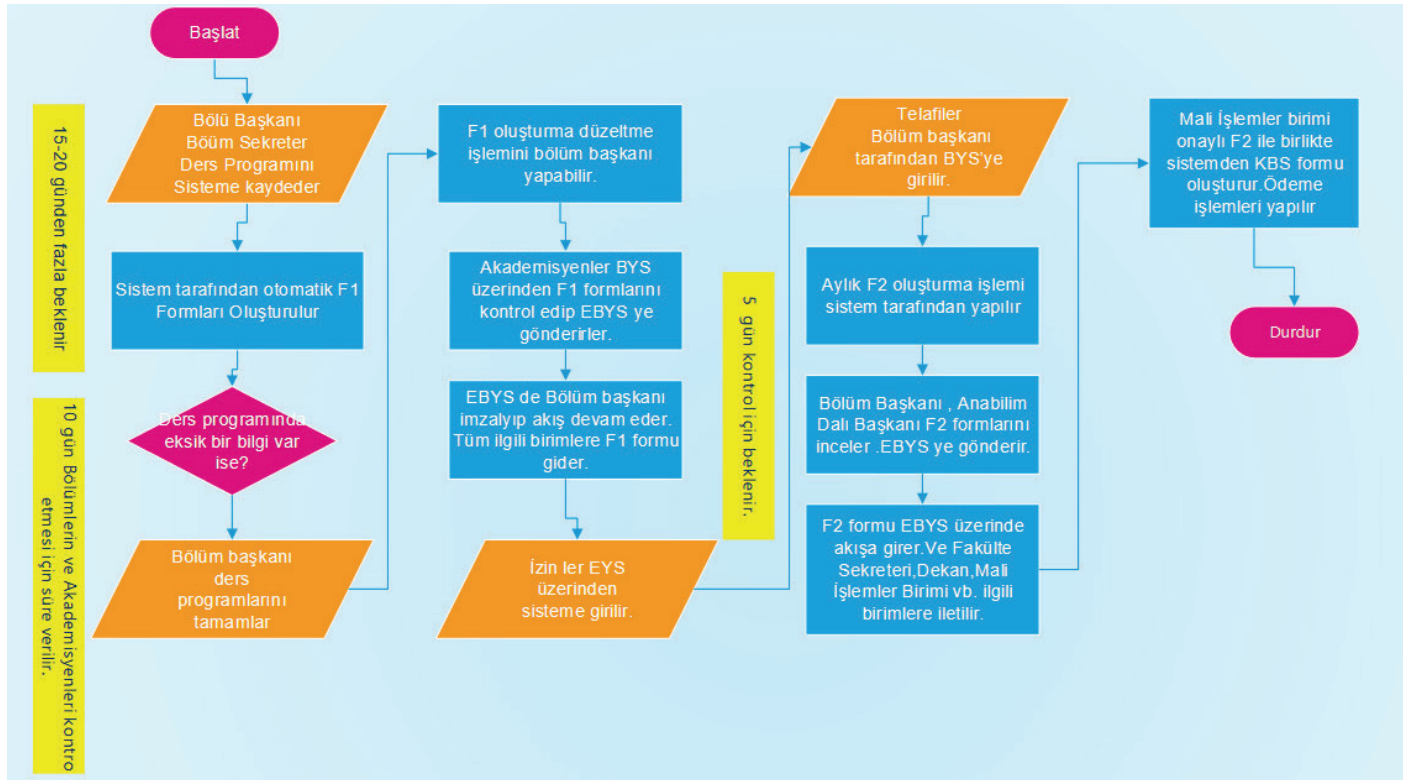 Başlat
15-20 günden fazla beklenir
Bölü Başkanı
Böüm Sekreter
Ders Programını
Sisteme kaydeder
Sistem tarafından otomatik F1
Formları Oluşturulur
10 gün Bölümlerin ve Akademisyenleri kontro
etmesi için süre verilir.
Ders programında
eksik bir bilgi var
ise?
Bölüm başkanı
ders
programlarını
tamamlar
F1 oluşturma düzeltme
işlemini bölüm başkanı
yapabilir.
Akademisyenler BYS
üzerinden F1 formlarını
kontrol edip EBYS ye
gönderirler.
EBYS de Bölüm başkanı
imzalyıp akış devam eder.
Tüm ilgili birimlere F1 formu
gider.
İzin ler EYS
üzerinden
sisteme girilir.
5 gün kontrol için beklenir.
Telafiler
Bölüm başkanı
tarafından BYS'ye
girilir.
Aylık F2 oluşturma işlemi
sistem tarafından yapılır
Bölüm Başkanı , Anabilim
Dalı Başkanı F2 formlarını
inceler .EBYS ye gönderir.
F2 formu EBYS üzerinde
akışa girer.Ve Fakülte
Sekreteri,Dekan,Mali
İşlemler Birimi vb. ilgili
birimlere iletilir.
Mali İşlemler birimi
onaylı F2 ile birlikte
sistemden KBS formu
oluşturur.Ödeme
işlemleri yapılır
Durdur